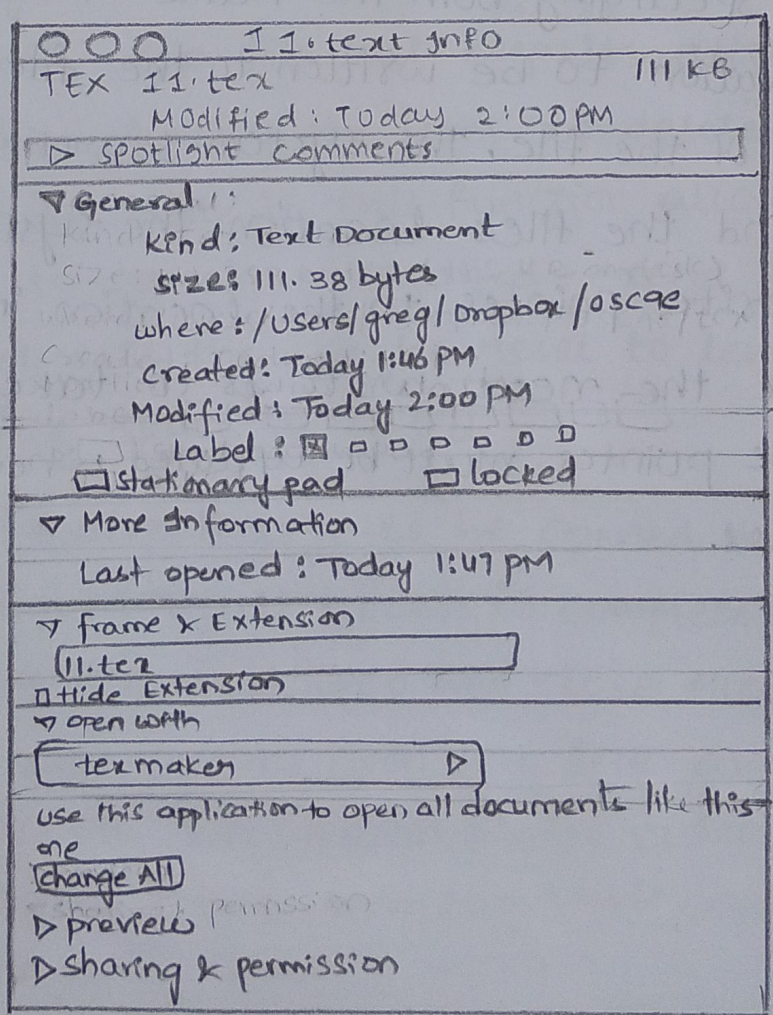 11.text Info
TEX 11.tex 111 KB
Modified : Today 2:00 PM
▷ Spotlight comments
▽ General :
Kind : Text Document
Size : 111.38 bytes
where : /Users/greg/Dropbox/oscqe
Created : Today 1:46 PM
Modified : Today 2:00 PM
Label :
stationary pad locked
▽ More Information
Last opened : Today 1:47 PM
▽ frame & Extension
11.tex
Hide Extension
▽ open with
texmaker ▷
use this application to open all documents like this
one
Change All
▷ preview
▷ sharing & permission